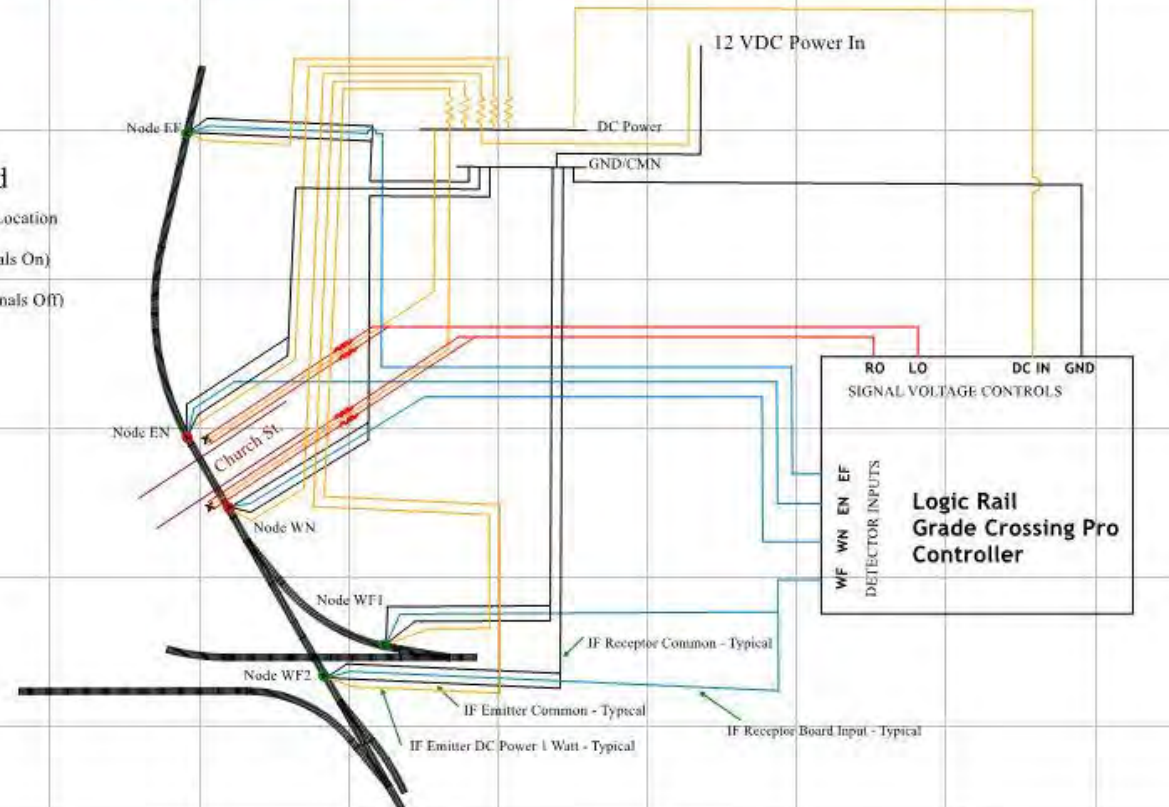 12 VDC Power In
Node EF
DC Power
GND/CMN
d
Location
als On)
nals Off)
RO LO DC IN GND
SIGNAL VOLTAGE CONTROLS
Node EN
Church St.
Node WN
WF WN EN EF
DETECTOR INPUTS
Logic Rail
Grade Crossing Pro
Controller
Node WF1
IF Receptor Common - Typical
Node WF2
IF Emitter Common - Typical
IF Receptor Board Input - Typical
IF Emitter DC Power 1 Watt - Typical